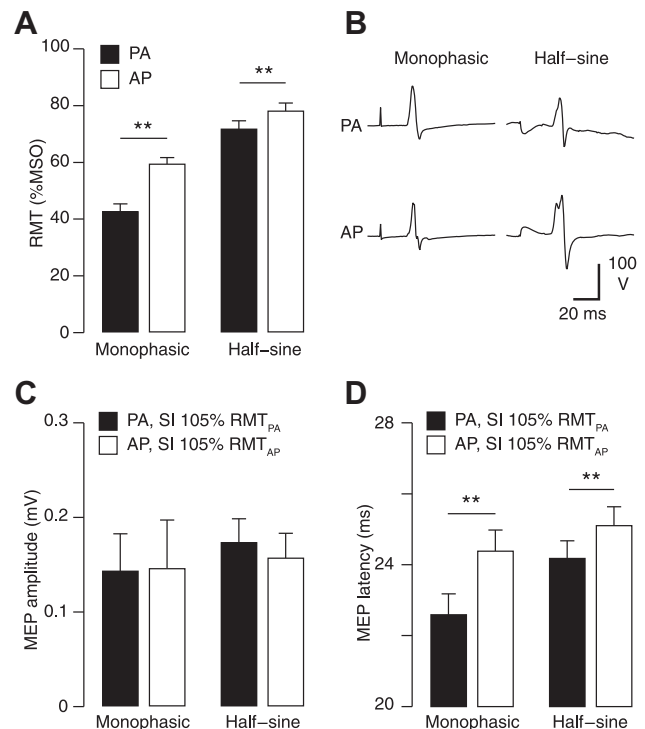 A
100
80
60
40
20
0
RMT (%MSO)
PA
AP
**
**
Monophasic
Half–sine
B
Monophasic
Half–sine
PA
AP
100
V
20 ms
C
0.3
0.2
0.1
0
MEP amplitude (mV)
PA, SI 105% RMTPA
AP, SI 105% RMTAP
Monophasic
Half–sine
D
28
24
20
MEP latency (ms)
PA, SI 105% RMTPA
AP, SI 105% RMTAP
**
**
Monophasic
Half–sine